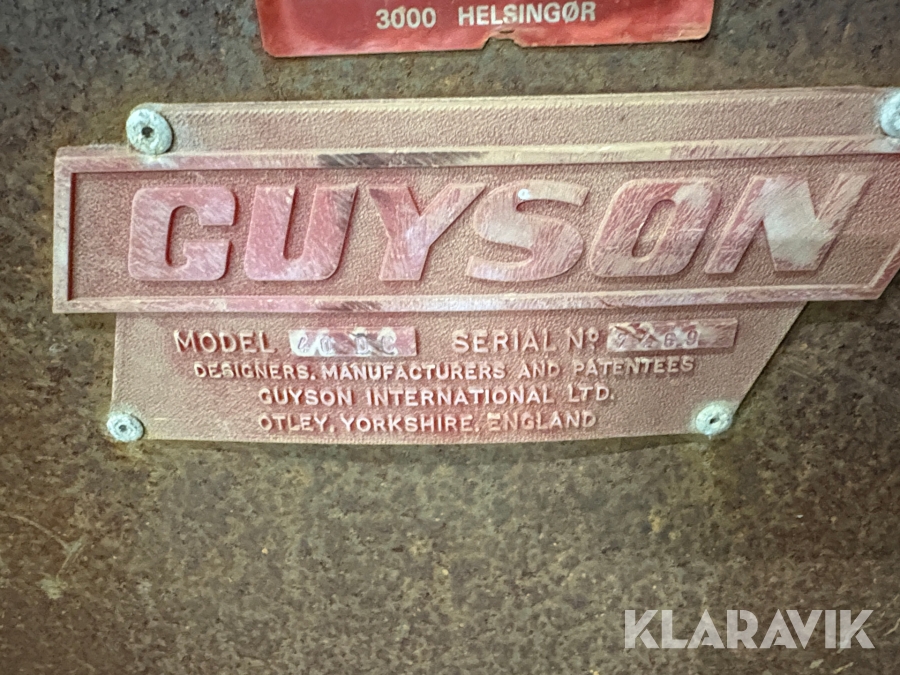 3000 HELSINGØR
GUYSON
MODEL SERIAL Nº
DESIGNERS, MANUFACTURERS AND PATENTEES
GUYSON INTERNATIONAL LTD.
OTLEY, YORKSHIRE, ENGLAND
KLARAVIK